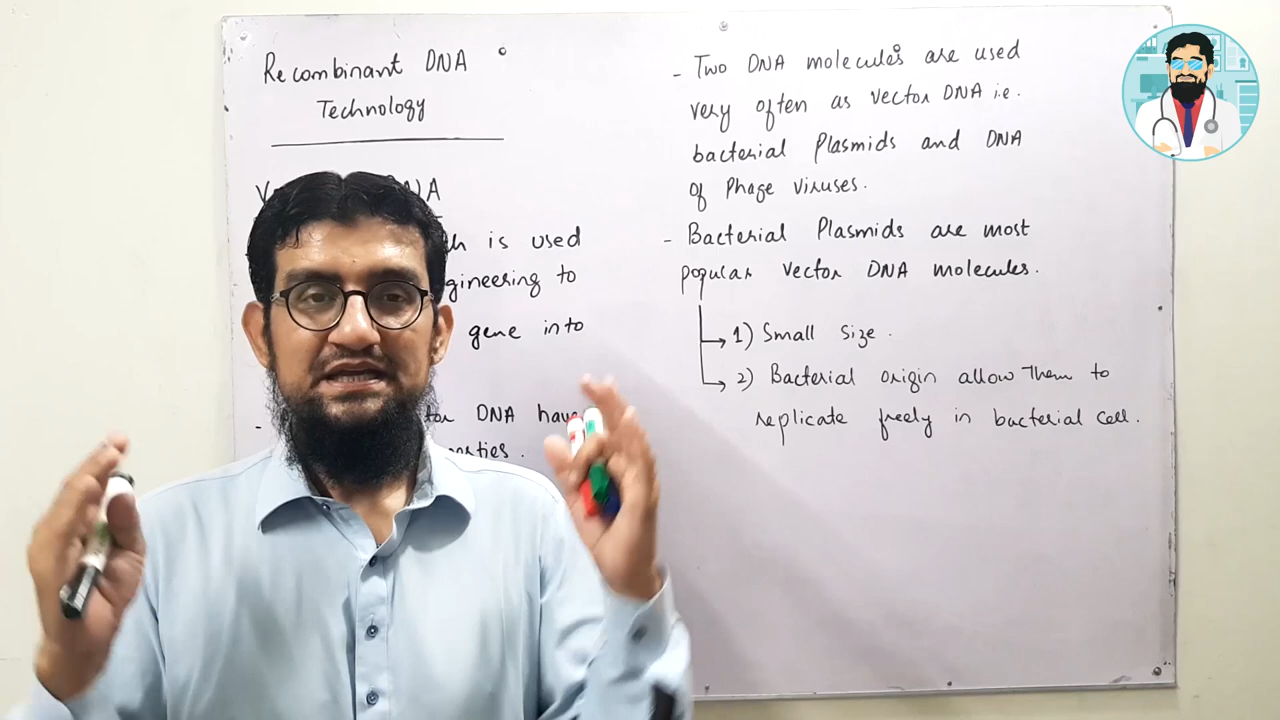 Recombinant DNA
Technology
DNA
is used
to
gene into
DNA have
- Two DNA molecules are used
very often as vector DNA i.e.
bacterial Plasmids and DNA
of Phage viruses.
- Bacterial Plasmids are most
popular vector DNA molecules.
1) Small size.
2) Bacterial origin allow them to
replicate freely in bacterial cell.